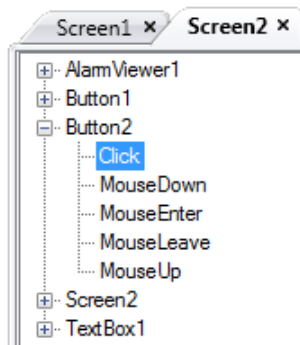 Screen1 × Screen2 ×
AlarmViewer1
Button1
Button2
Click
MouseDown
MouseEnter
MouseLeave
MouseUp
Screen2
TextBox1